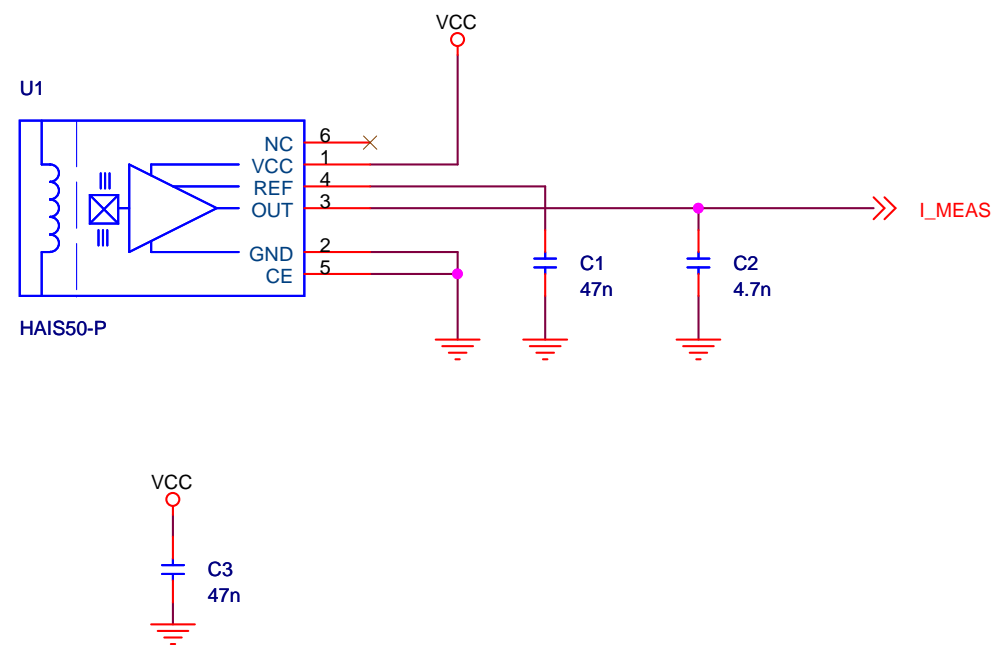 VCC
U1
NC 6
VCC 1
REF 4
OUT 3
I_MEAS
GND 2
CE 5
C1
47n
C2
4.7n
HAIS50-P
VCC
C3
47n